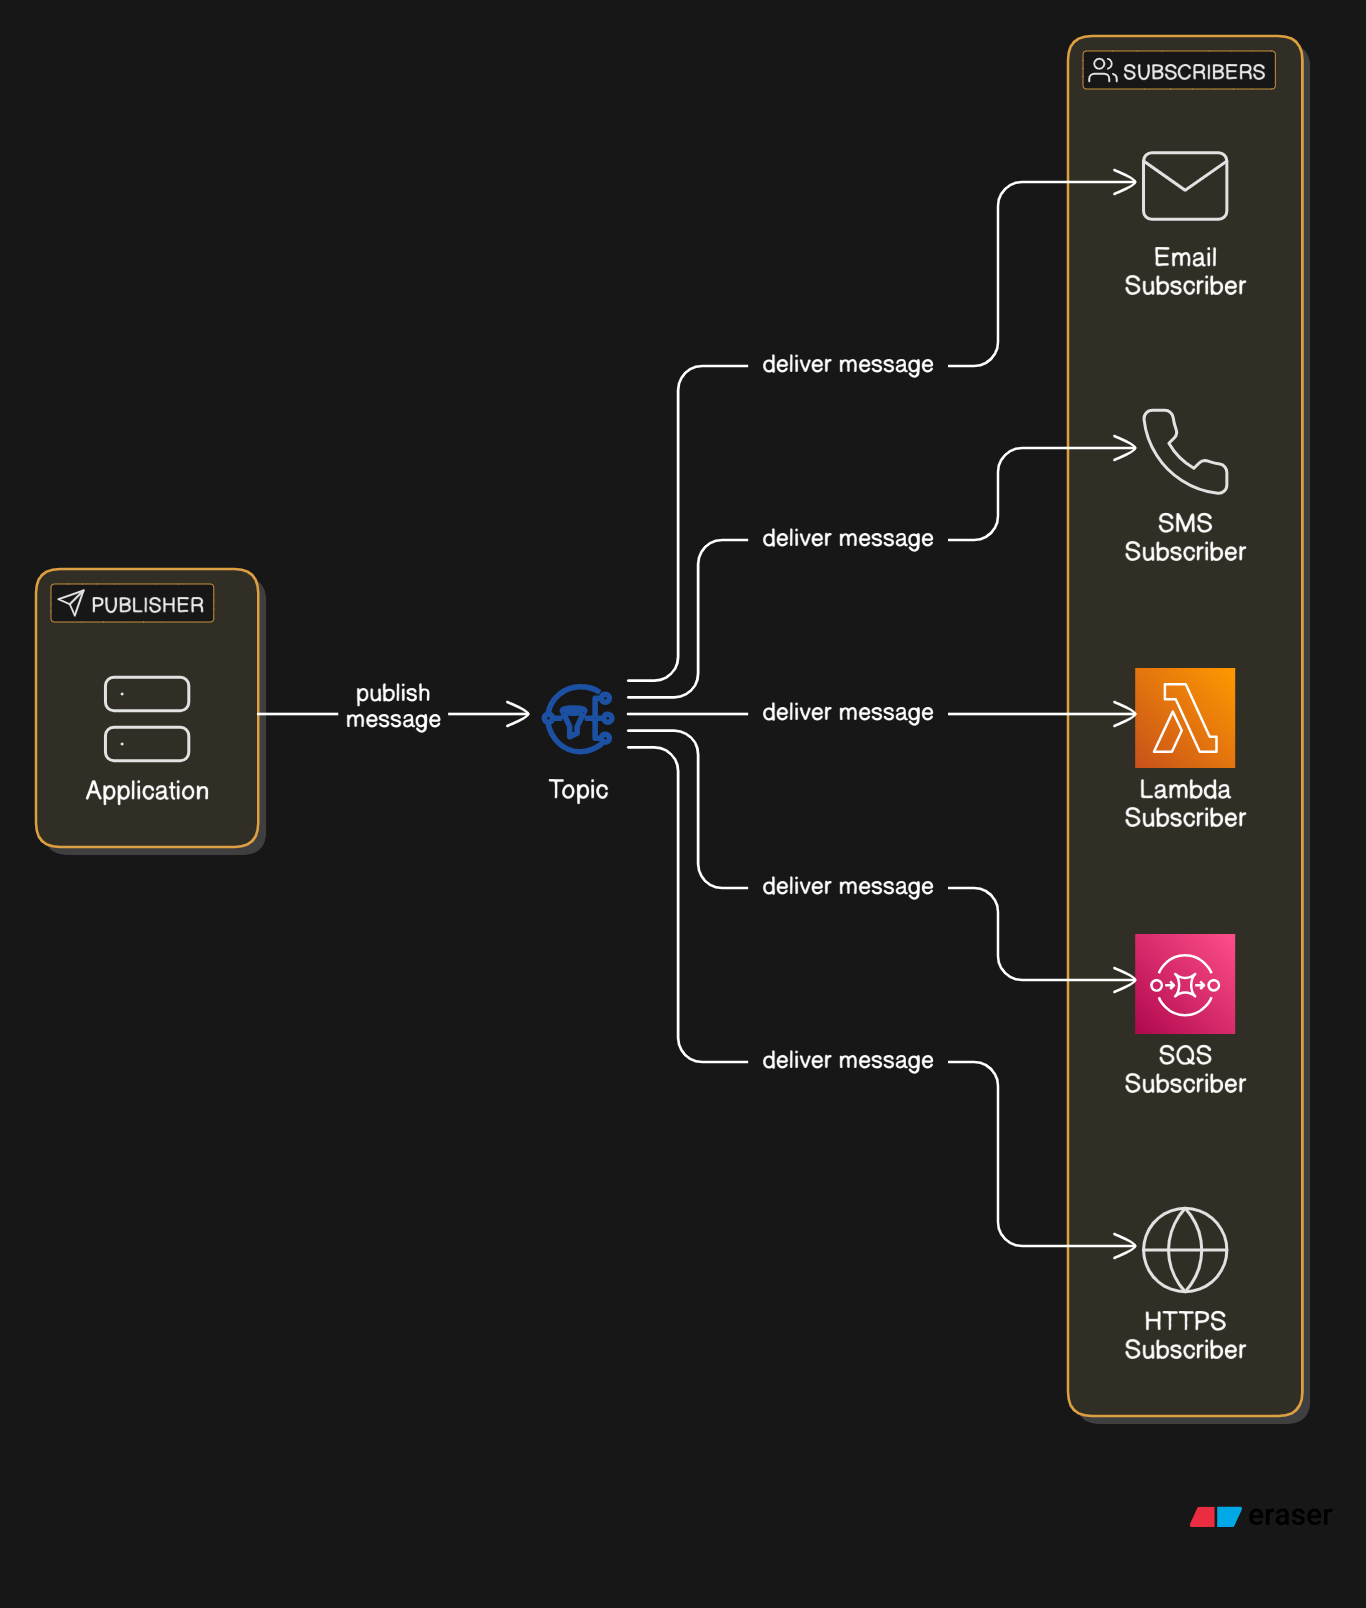 SUBSCRIBERS
Email
Subscriber
deliver message
SMS
Subscriber
deliver message
PUBLISHER
Application
publish
message
Topic
deliver message
Lambda
Subscriber
deliver message
SQS
Subscriber
deliver message
HTTPS
Subscriber
eraser